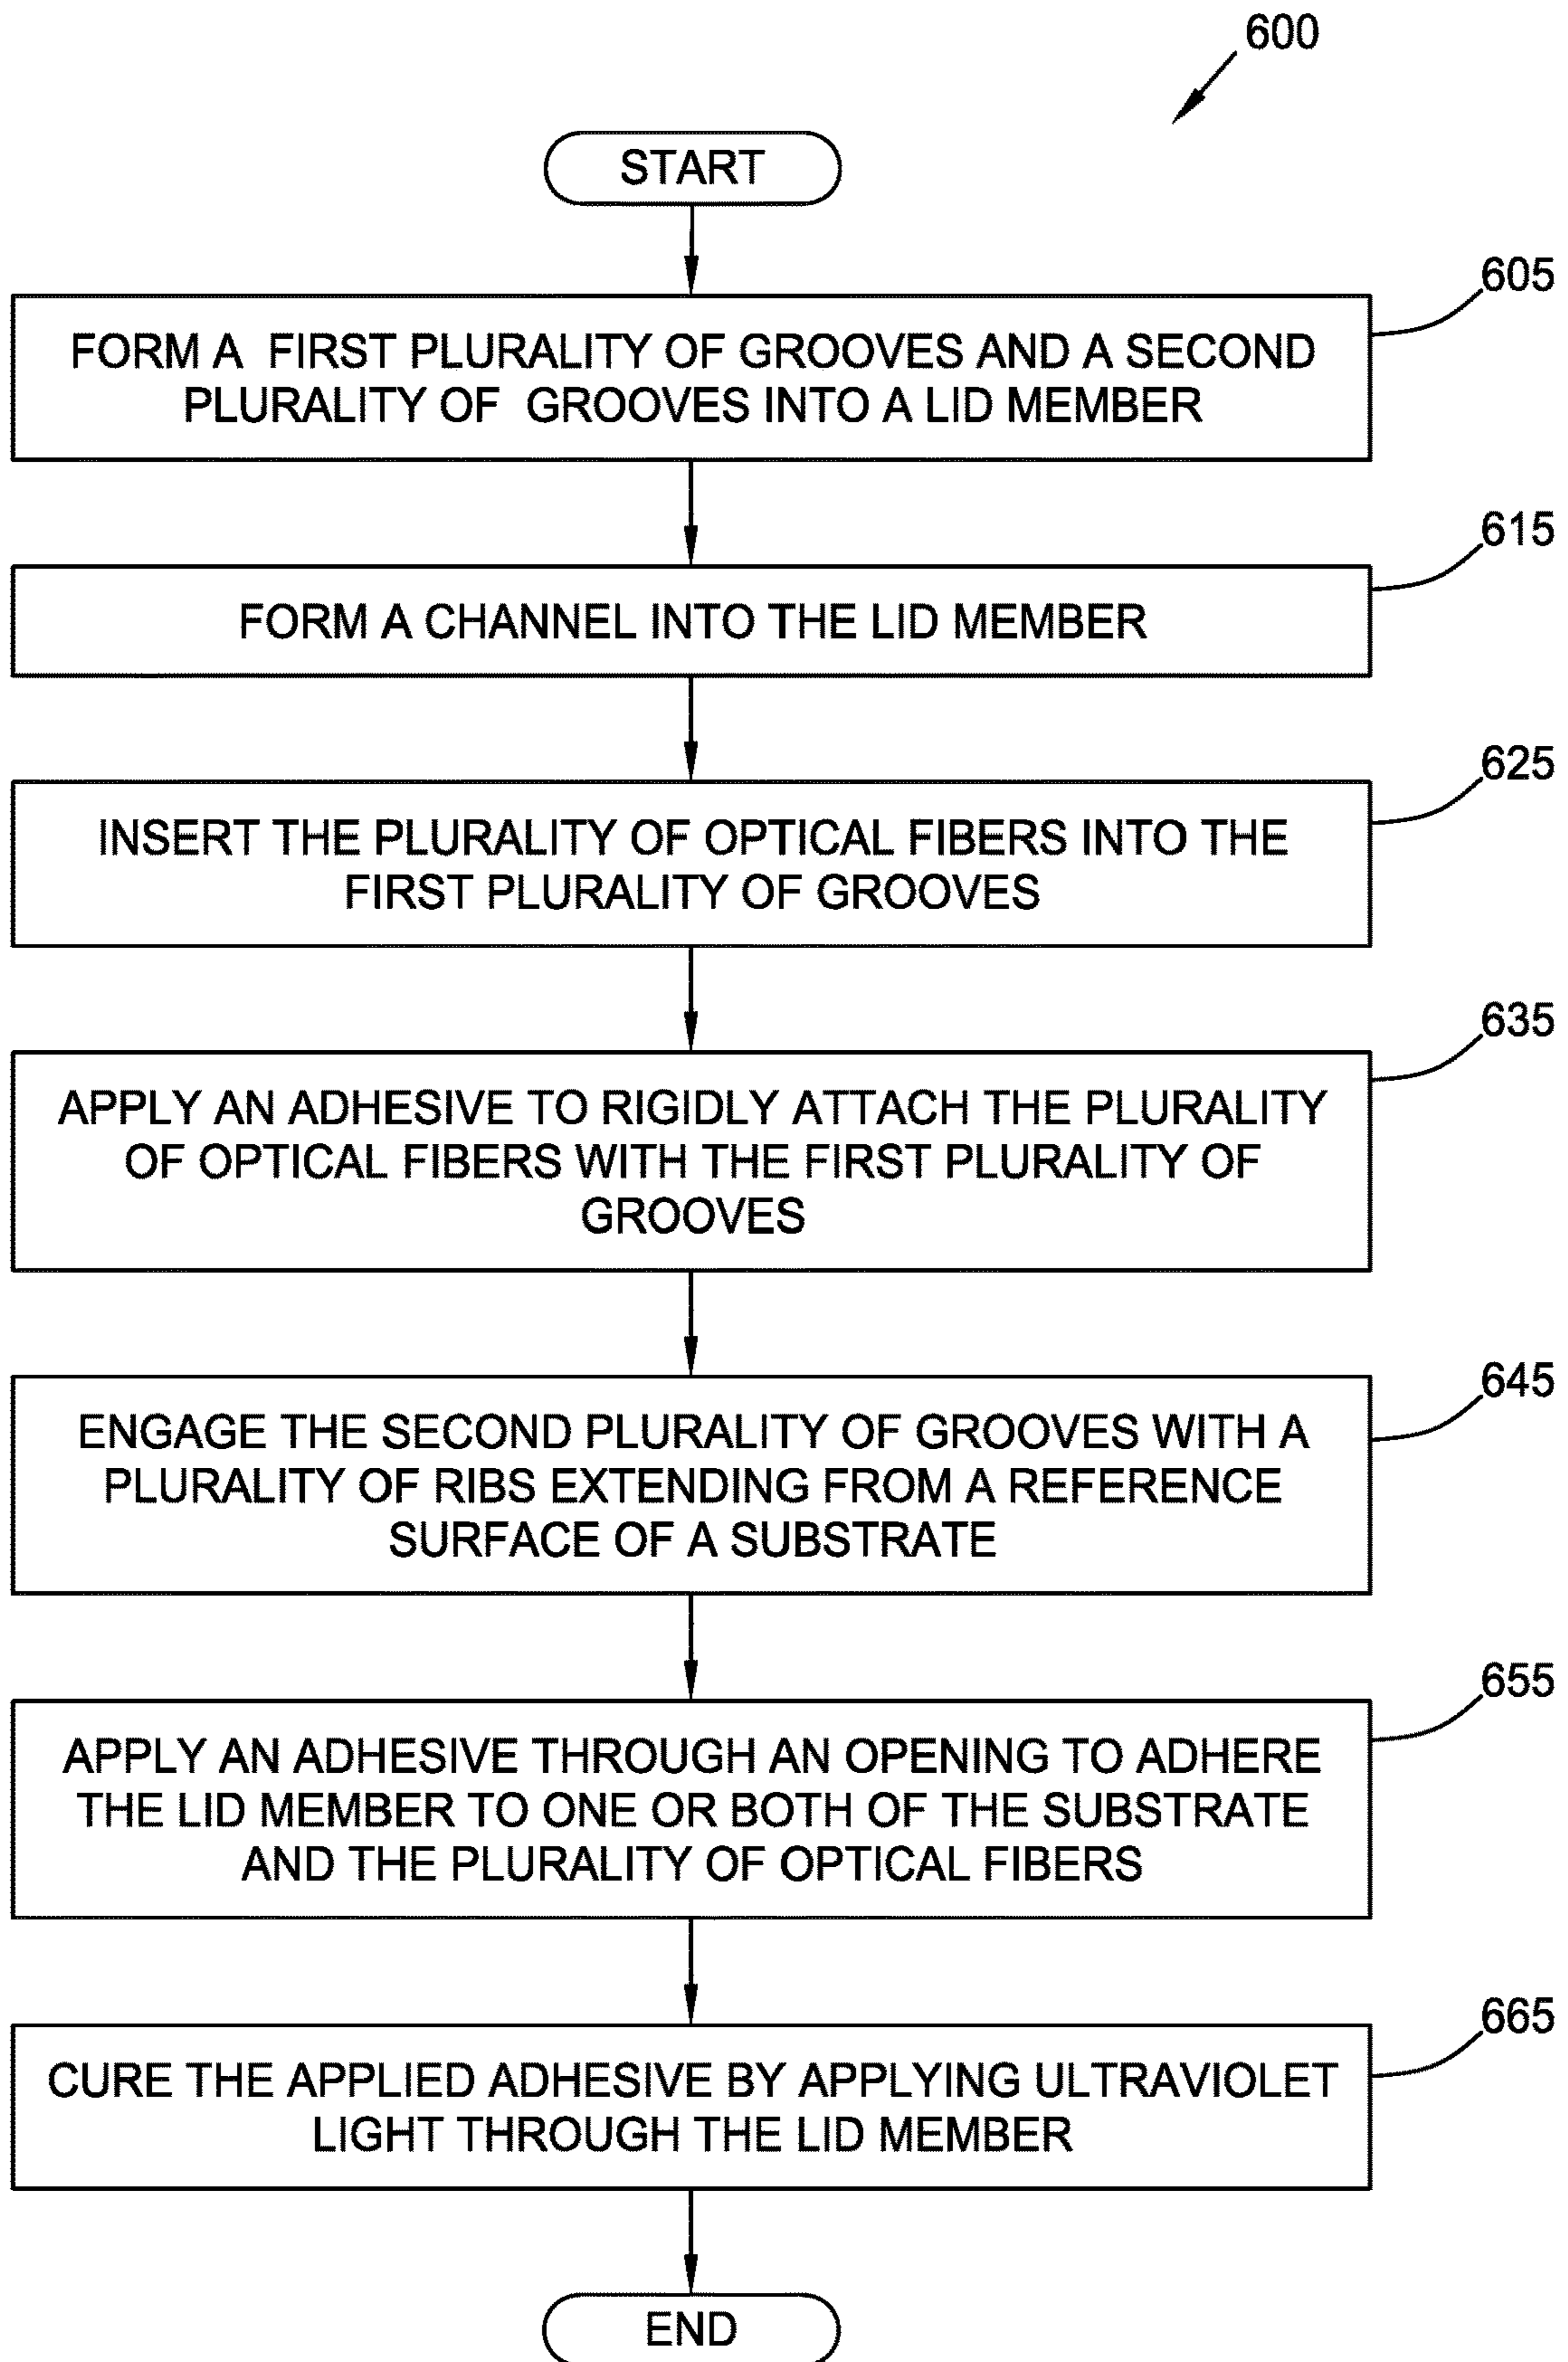 600
START
605
FORM A FIRST PLURALITY OF GROOVES AND A SECOND
PLURALITY OF GROOVES INTO A LID MEMBER
615
FORM A CHANNEL INTO THE LID MEMBER
625
INSERT THE PLURALITY OF OPTICAL FIBERS INTO THE
FIRST PLURALITY OF GROOVES
635
APPLY AN ADHESIVE TO RIGIDLY ATTACH THE PLURALITY
OF OPTICAL FIBERS WITH THE FIRST PLURALITY OF
GROOVES
645
ENGAGE THE SECOND PLURALITY OF GROOVES WITH A
PLURALITY OF RIBS EXTENDING FROM A REFERENCE
SURFACE OF A SUBSTRATE
655
APPLY AN ADHESIVE THROUGH AN OPENING TO ADHERE
THE LID MEMBER TO ONE OR BOTH OF THE SUBSTRATE
AND THE PLURALITY OF OPTICAL FIBERS
665
CURE THE APPLIED ADHESIVE BY APPLYING ULTRAVIOLET
LIGHT THROUGH THE LID MEMBER
END